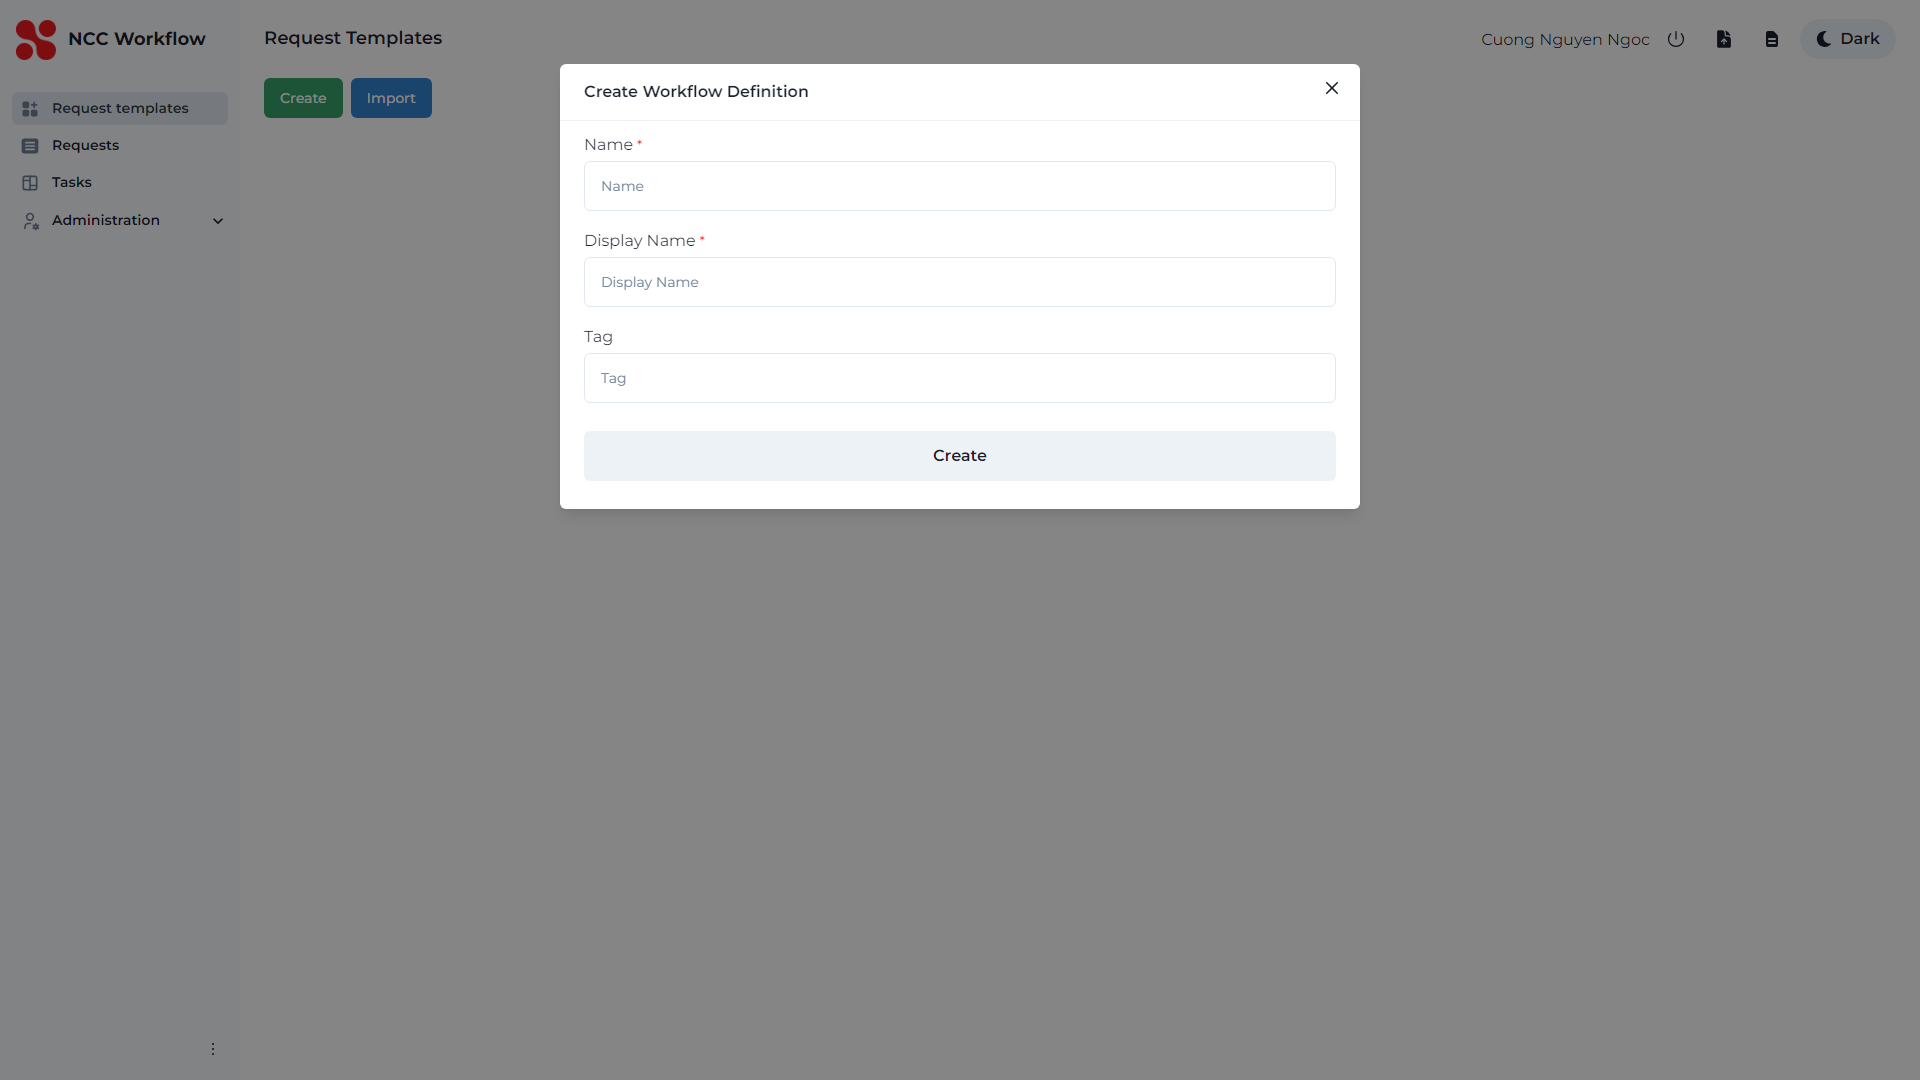 NCC Workflow
Request templates
Requests
Tasks
Administration
Request Templates
Cuong Nguyen Ngoc
Dark
Create
Import
Create Workflow Definition
Name *
Name
Display Name *
Display Name
Tag
Tag
Create